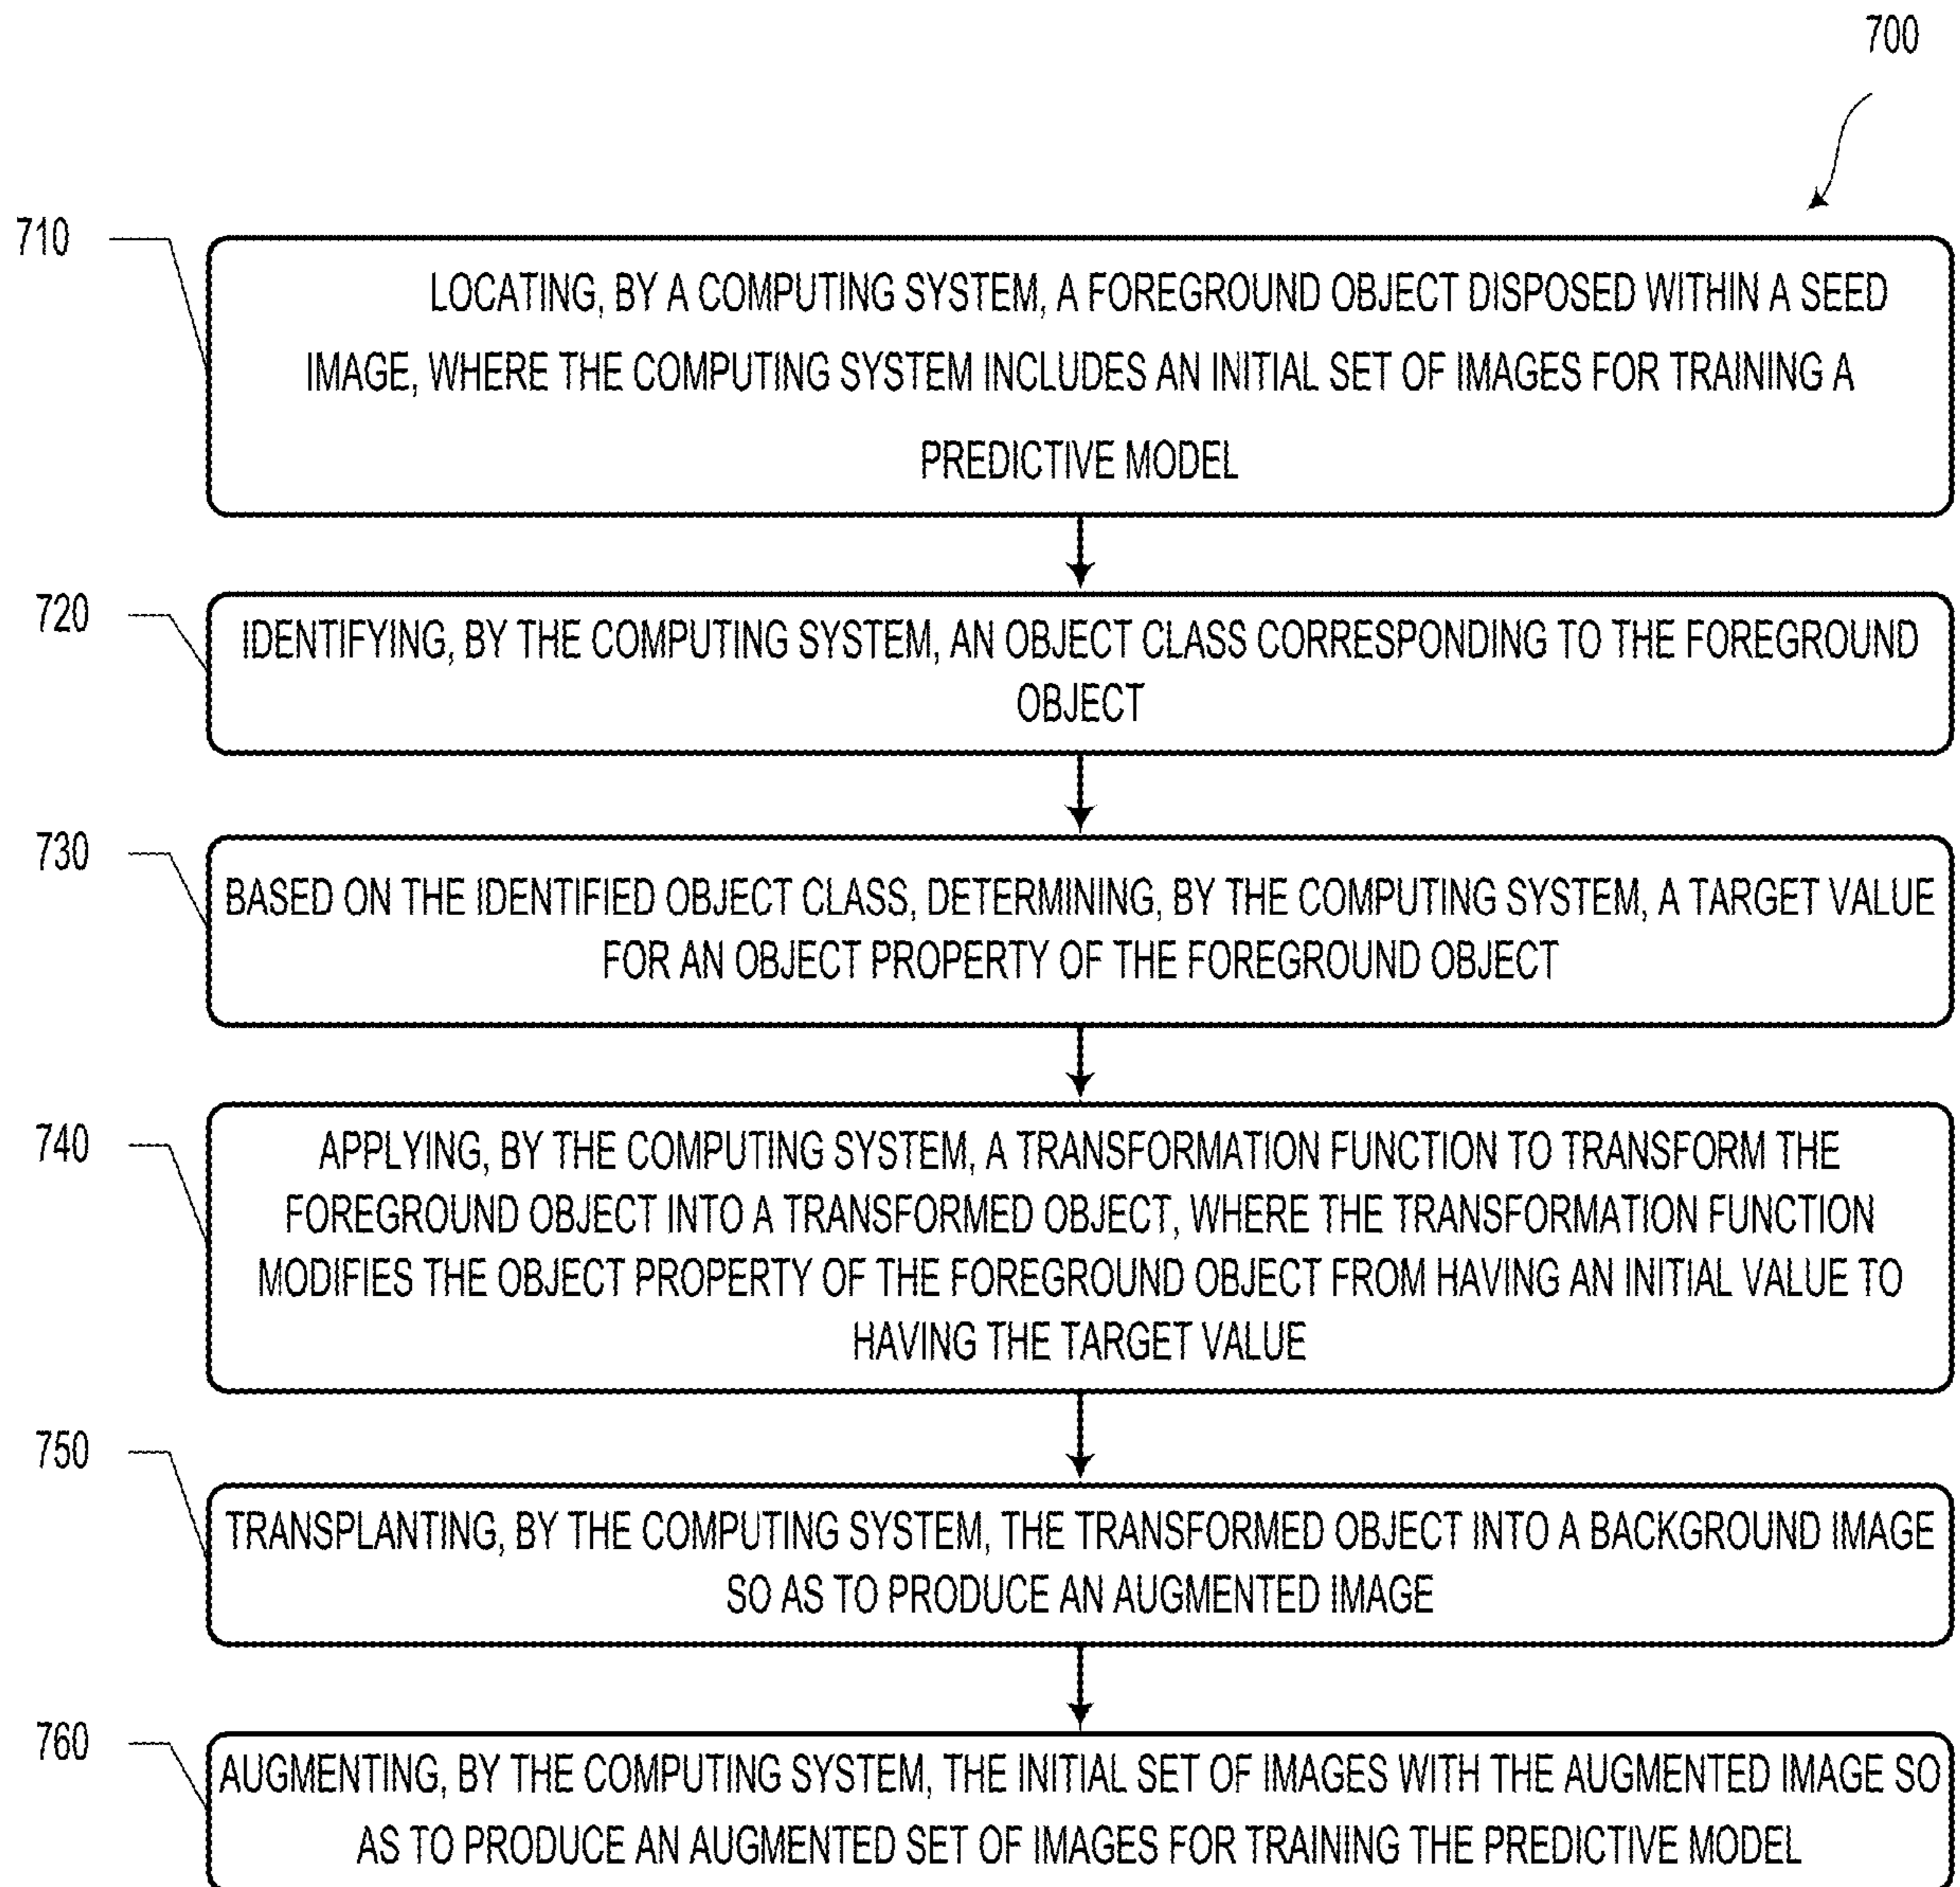 700
710
LOCATING, BY A COMPUTING SYSTEM, A FOREGROUND OBJECT DISPOSED WITHIN A SEED
IMAGE, WHERE THE COMPUTING SYSTEM INCLUDES AN INITIAL SET OF IMAGES FOR TRAINING A
PREDICTIVE MODEL
720
IDENTIFYING, BY THE COMPUTING SYSTEM, AN OBJECT CLASS CORRESPONDING TO THE FOREGROUND
OBJECT
730
BASED ON THE IDENTIFIED OBJECT CLASS, DETERMINING, BY THE COMPUTING SYSTEM, A TARGET VALUE
FOR AN OBJECT PROPERTY OF THE FOREGROUND OBJECT
740
APPLYING, BY THE COMPUTING SYSTEM, A TRANSFORMATION FUNCTION TO TRANSFORM THE
FOREGROUND OBJECT INTO A TRANSFORMED OBJECT, WHERE THE TRANSFORMATION FUNCTION
MODIFIES THE OBJECT PROPERTY OF THE FOREGROUND OBJECT FROM HAVING AN INITIAL VALUE TO
HAVING THE TARGET VALUE
750
TRANSPLANTING, BY THE COMPUTING SYSTEM, THE TRANSFORMED OBJECT INTO A BACKGROUND IMAGE
SO AS TO PRODUCE AN AUGMENTED IMAGE
760
AUGMENTING, BY THE COMPUTING SYSTEM, THE INITIAL SET OF IMAGES WITH THE AUGMENTED IMAGE SO
AS TO PRODUCE AN AUGMENTED SET OF IMAGES FOR TRAINING THE PREDICTIVE MODEL